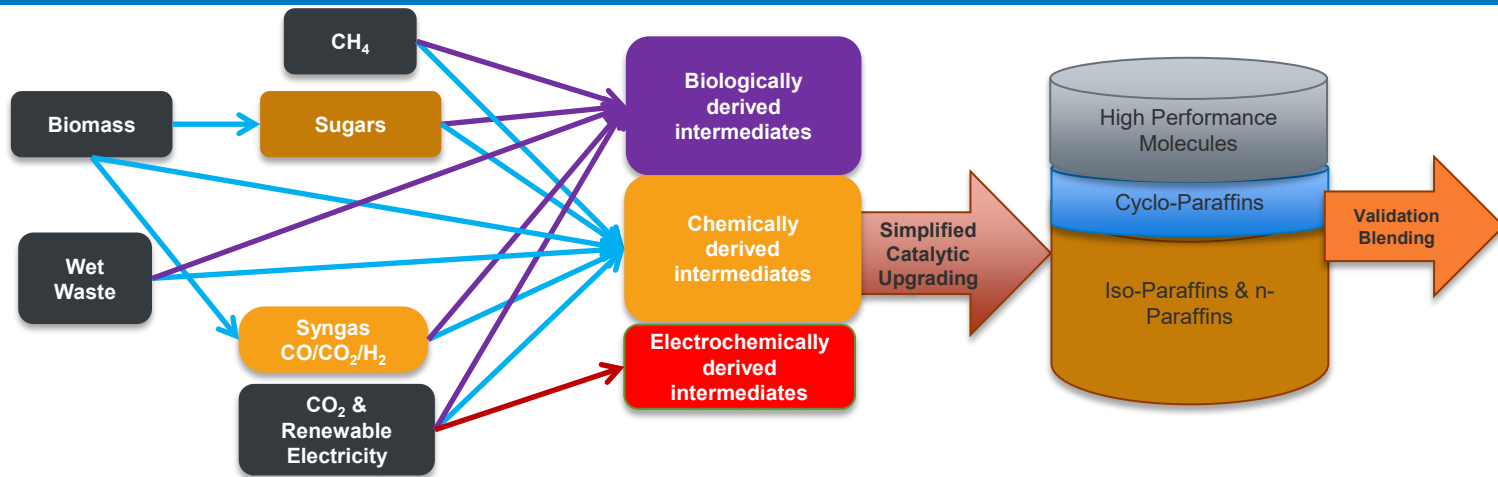 CH₄
Biomass
Sugars
Wet
Waste
Syngas
CO/CO₂/H₂
CO₂ &
Renewable
Electricity
Biologically
derived
intermediates
Chemically
derived
intermediates
Electrochemically
derived
intermediates
Simplified
Catalytic
Upgrading
High Performance
Molecules
Cyclo-Paraffins
Iso-Paraffins & n-
Paraffins
Validation
Blending